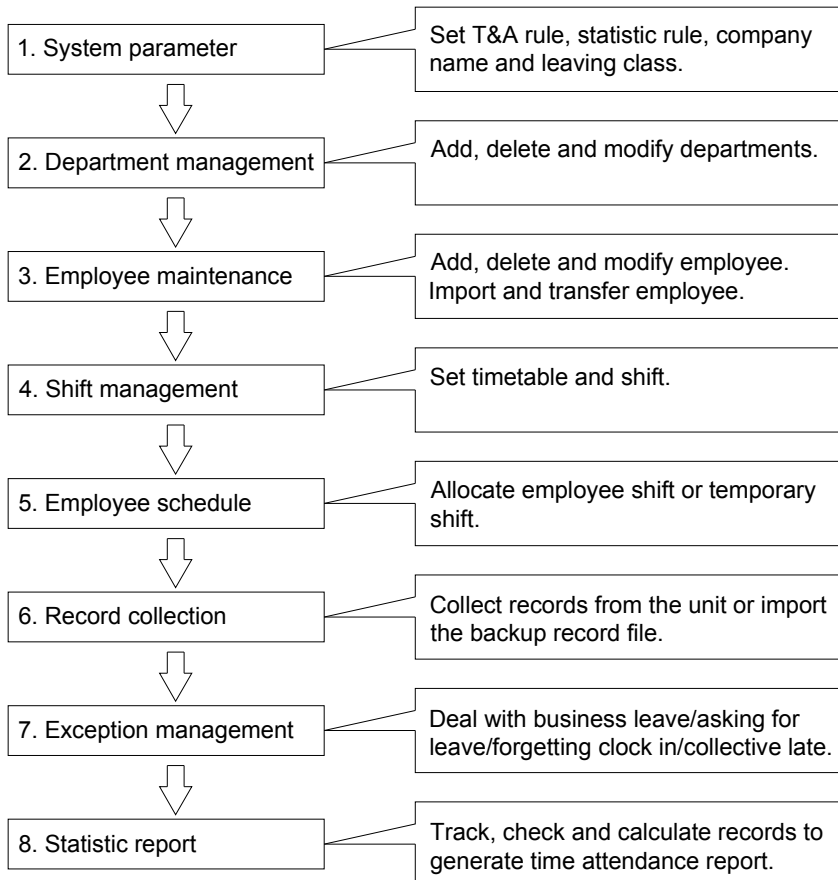 1. System parameter
Set T&A rule, statistic rule, company
name and leaving class.
2. Department management
Add, delete and modify departments.
3. Employee maintenance
Add, delete and modify employee.
Import and transfer employee.
4. Shift management
Set timetable and shift.
5. Employee schedule
Allocate employee shift or temporary
shift.
6. Record collection
Collect records from the unit or import
the backup record file.
7. Exception management
Deal with business leave/asking for
leave/forgetting clock in/collective late.
8. Statistic report
Track, check and calculate records to
generate time attendance report.